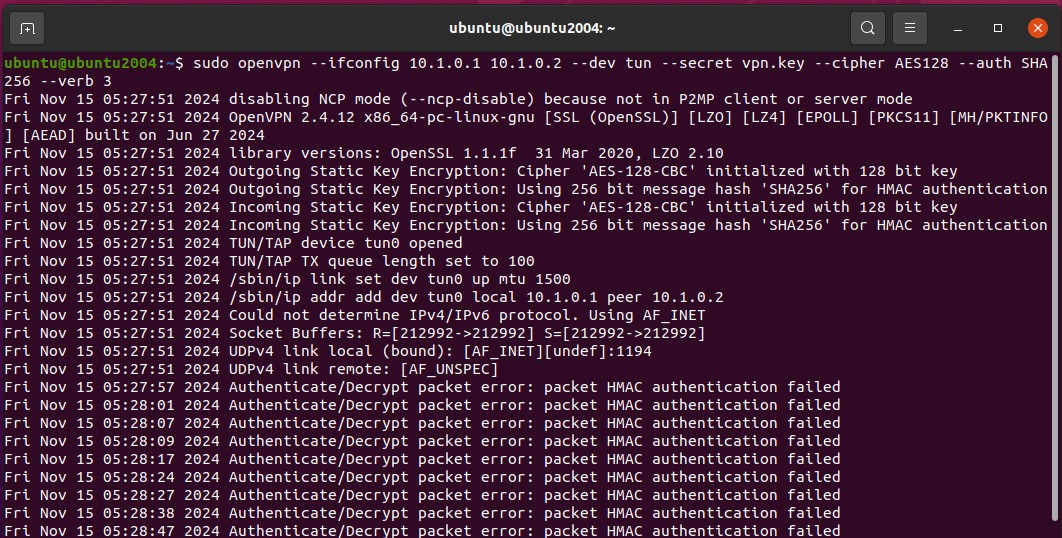 ubuntu@ubuntu2004: ~
ubuntu@ubuntu2004:~$ sudo openvpn --ifconfig 10.1.0.1 10.1.0.2 --dev tun --secret vpn.key --cipher AES128 --auth SHA
256 --verb 3
Fri Nov 15 05:27:51 2024 disabling NCP mode (--ncp-disable) because not in P2MP client or server mode
Fri Nov 15 05:27:51 2024 OpenVPN 2.4.12 x86_64-pc-linux-gnu [SSL (OpenSSL)] [LZO] [LZ4] [EPOLL] [PKCS11] [MH/PKTINFO
] [AEAD] built on Jun 27 2024
Fri Nov 15 05:27:51 2024 library versions: OpenSSL 1.1.1f  31 Mar 2020, LZO 2.10
Fri Nov 15 05:27:51 2024 Outgoing Static Key Encryption: Cipher 'AES-128-CBC' initialized with 128 bit key
Fri Nov 15 05:27:51 2024 Outgoing Static Key Encryption: Using 256 bit message hash 'SHA256' for HMAC authentication
Fri Nov 15 05:27:51 2024 Incoming Static Key Encryption: Cipher 'AES-128-CBC' initialized with 128 bit key
Fri Nov 15 05:27:51 2024 Incoming Static Key Encryption: Using 256 bit message hash 'SHA256' for HMAC authentication
Fri Nov 15 05:27:51 2024 TUN/TAP device tun0 opened
Fri Nov 15 05:27:51 2024 TUN/TAP TX queue length set to 100
Fri Nov 15 05:27:51 2024 /sbin/ip link set dev tun0 up mtu 1500
Fri Nov 15 05:27:51 2024 /sbin/ip addr add dev tun0 local 10.1.0.1 peer 10.1.0.2
Fri Nov 15 05:27:51 2024 Could not determine IPv4/IPv6 protocol. Using AF_INET
Fri Nov 15 05:27:51 2024 Socket Buffers: R=[212992->212992] S=[212992->212992]
Fri Nov 15 05:27:51 2024 UDPv4 link local (bound): [AF_INET][undef]:1194
Fri Nov 15 05:27:51 2024 UDPv4 link remote: [AF_UNSPEC]
Fri Nov 15 05:27:57 2024 Authenticate/Decrypt packet error: packet HMAC authentication failed
Fri Nov 15 05:28:01 2024 Authenticate/Decrypt packet error: packet HMAC authentication failed
Fri Nov 15 05:28:07 2024 Authenticate/Decrypt packet error: packet HMAC authentication failed
Fri Nov 15 05:28:09 2024 Authenticate/Decrypt packet error: packet HMAC authentication failed
Fri Nov 15 05:28:17 2024 Authenticate/Decrypt packet error: packet HMAC authentication failed
Fri Nov 15 05:28:24 2024 Authenticate/Decrypt packet error: packet HMAC authentication failed
Fri Nov 15 05:28:27 2024 Authenticate/Decrypt packet error: packet HMAC authentication failed
Fri Nov 15 05:28:38 2024 Authenticate/Decrypt packet error: packet HMAC authentication failed
Fri Nov 15 05:28:47 2024 Authenticate/Decrypt packet error: packet HMAC authentication failed